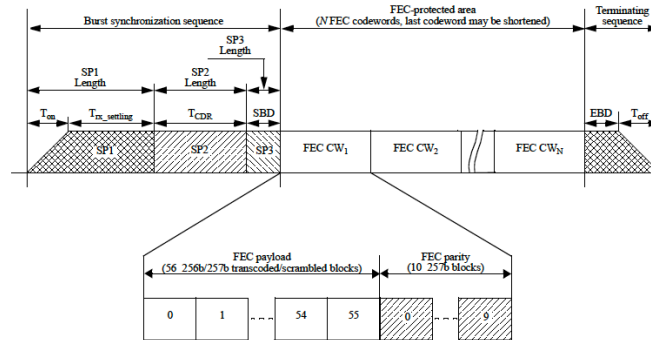 Burst synchronization sequence
FEC-protected area
(N FEC codewords, last codeword may be shortened)
Terminating
sequence
SP3
Length
SP1
Length
SP2
Length
Ton
Trx_settling
TCDR
SBD
EBD
Toff
SP1
SP2
SP3
FEC CW1
FEC CW2
FEC CWN
FEC payload
(56 256b/257b transcoded/scrambled blocks)
FEC parity
(10 257b blocks)
0
1
54
55
0
9